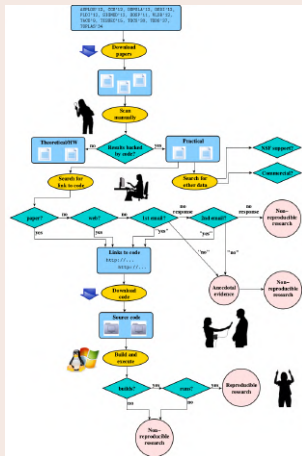 Download
papers
Scan
manually
Theoretical/HW
no
Results backed
by code?
yes
Practical
Search for
link to code
Search for
other data
NSF support?
Commercial?
paper?
no
web?
no
1st email?
no
response
2nd email?
no
response
Non-
reproducible
research
yes
yes
"yes"
"yes"
"no"
"no"
Links to code
http://...
http://...
Anecdotal
evidence
Non-
reproducible
research
Download
code
Source code
Build and
execute
builds?
yes
runs?
yes
Reproducible
research
no
no
Non-
reproducible
research